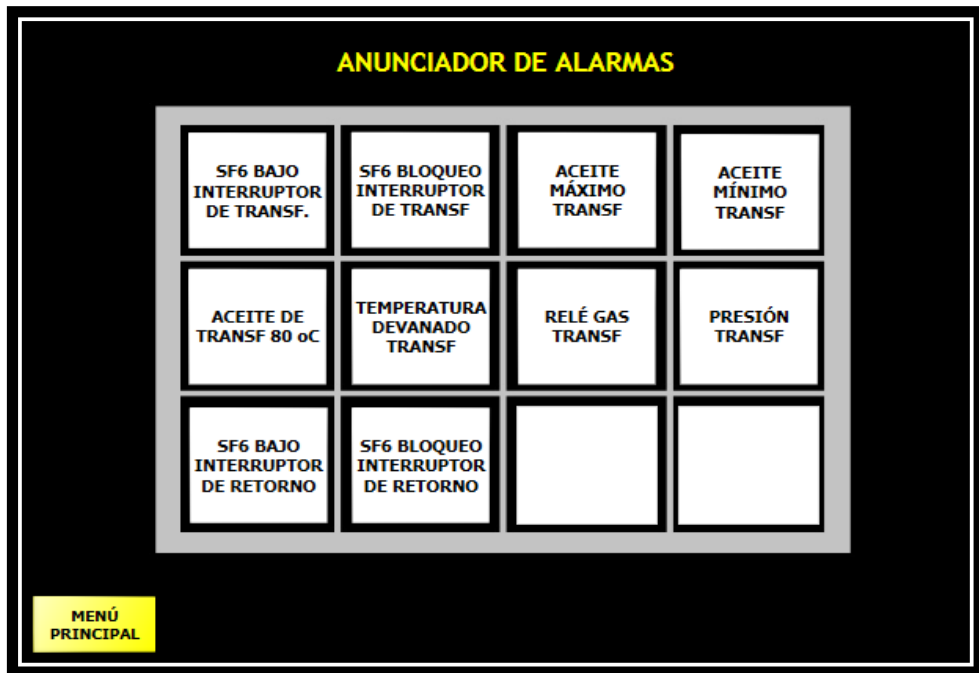 ANUNCIADOR DE ALARMAS
SF6 BAJO
INTERRUPTOR
DE TRANSF.
SF6 BLOQUEO
INTERRUPTOR
DE TRANSF
ACEITE
MÁXIMO
TRANSF
ACEITE
MÍNIMO
TRANSF
ACEITE DE
TRANSF 80 oC
TEMPERATURA
DEVANADO
TRANSF
RELÉ GAS
TRANSF
PRESIÓN
TRANSF
SF6 BAJO
INTERRUPTOR
DE RETORNO
SF6 BLOQUEO
INTERRUPTOR
DE RETORNO
MENÚ
PRINCIPAL